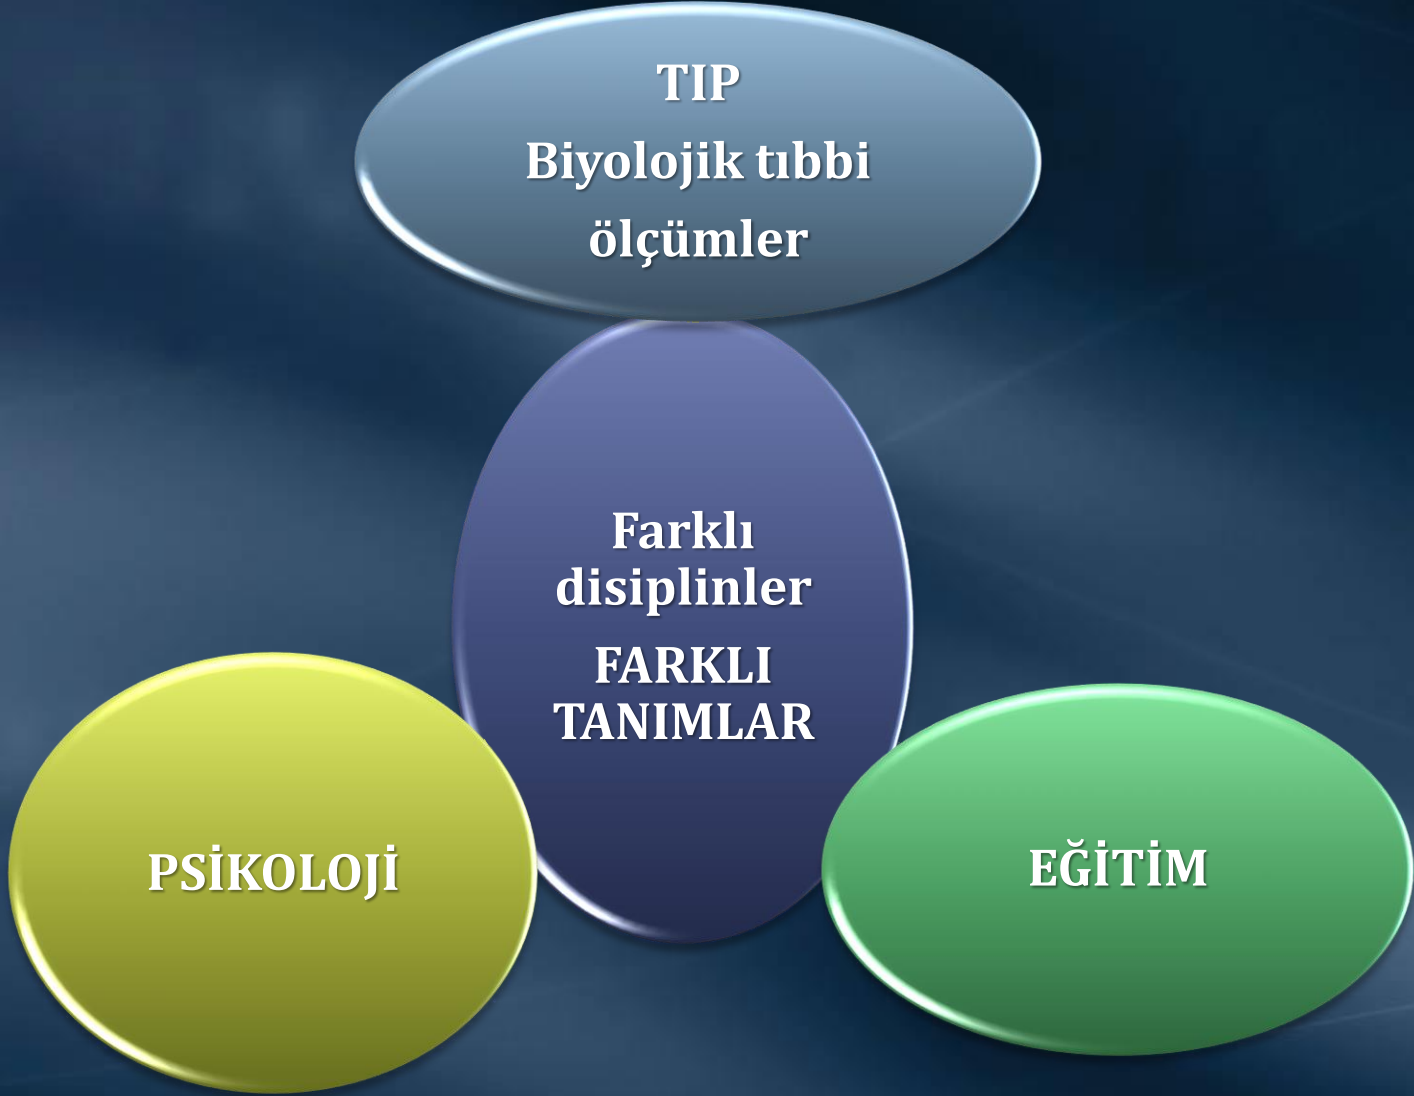 TIP
Biyolojik tıbbi
ölçümler
Farklı
disiplinler
FARKLI
TANIMLAR
PSİKOLOJİ
EĞİTİM